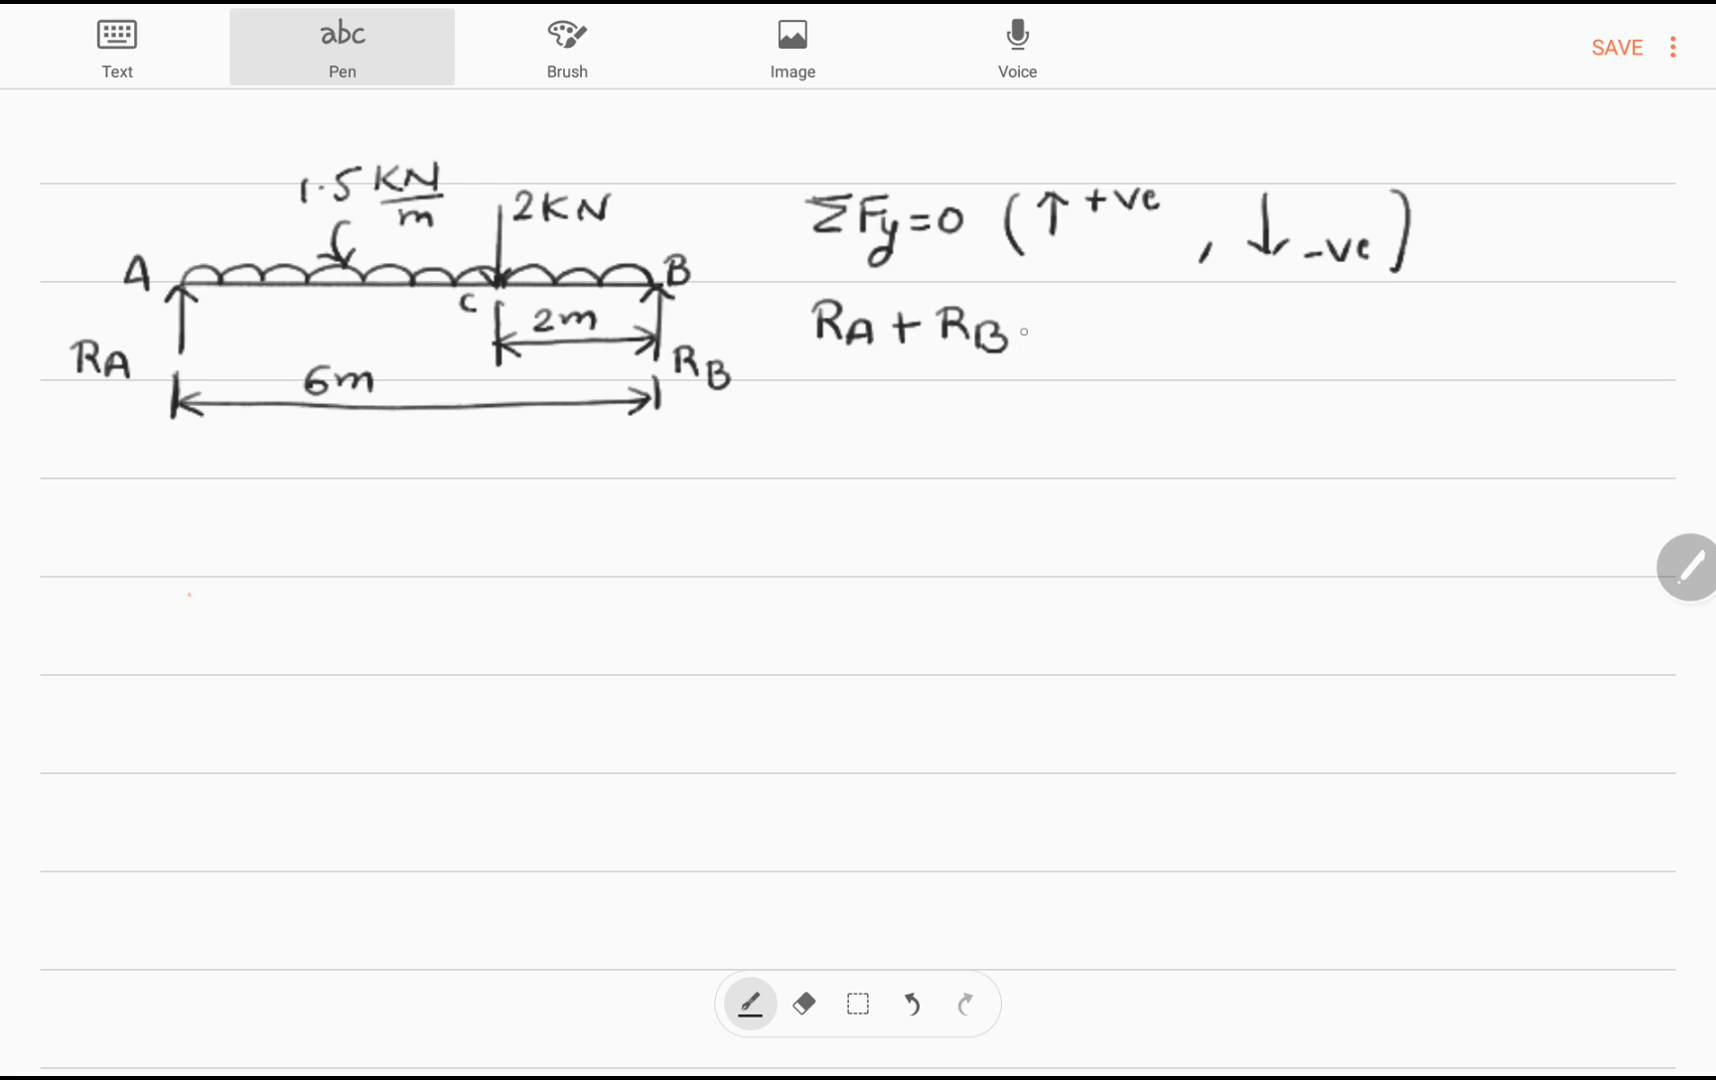 Text
abc
Pen
Brush
Image
Voice
SAVE
1.5 KN/m
2KN
A
B
C
2m
RA
RB
6m
ΣFy=0 (↑+ve , ↓-ve)
RA + RB